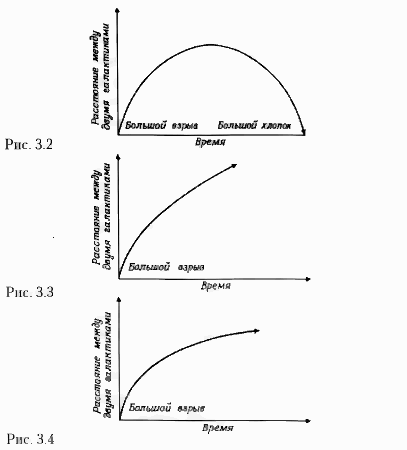 Расстояние между
двумя галактиками
Большой взрыв Большой хлопок
Время
Рис. 3.2
Расстояние между
двумя галактиками
Большой взрыв
Время
Рис. 3.3
Расстояние между
двумя галактиками
Большой взрыв
Время
Рис. 3.4